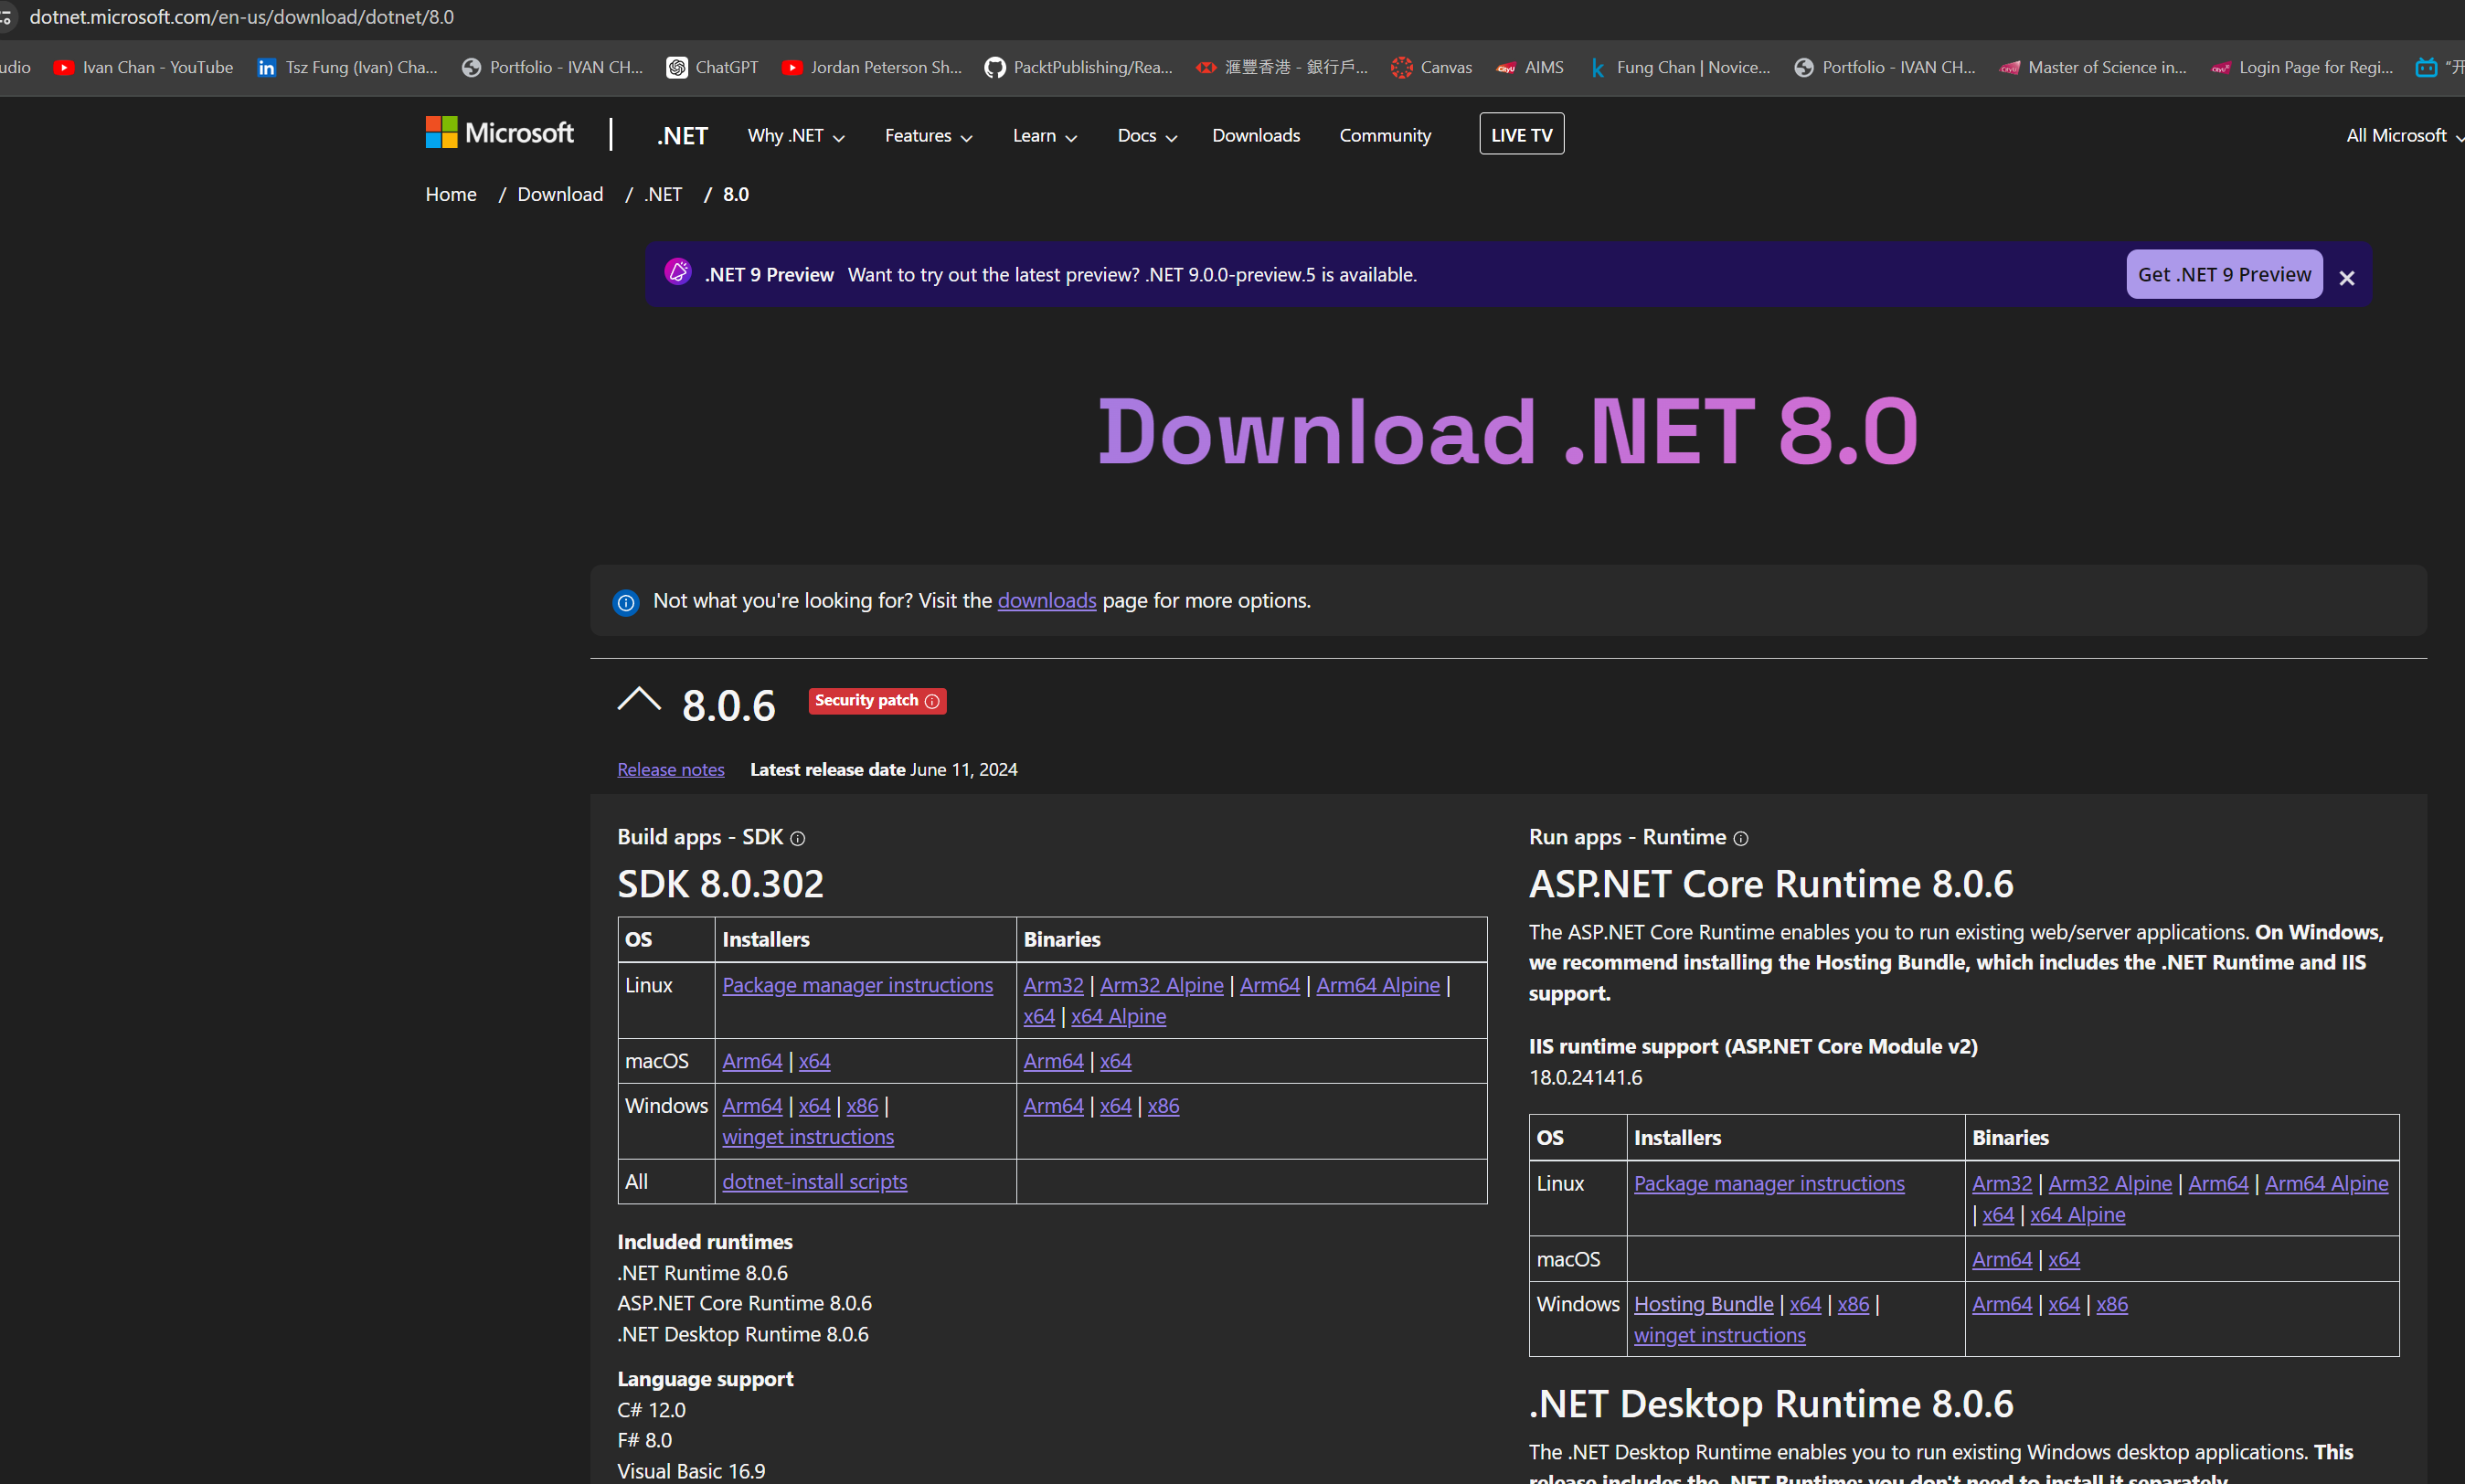 dotnet.microsoft.com/en-us/download/dotnet/8.0
udio Ivan Chan - YouTube Tsz Fung (Ivan) Cha... Portfolio - IVAN CH... ChatGPT Jordan Peterson Sh... PacktPublishing/Rea... 滙豐香港 - 銀行戶... Canvas AIMS Fung Chan | Novice... Portfolio - IVAN CH... Master of Science in... Login Page for Regi... "开
Microsoft | .NET Why .NET Features Learn Docs Downloads Community LIVE TV All Microsoft
Home / Download / .NET / 8.0
.NET 9 Preview Want to try out the latest preview? .NET 9.0.0-preview.5 is available. Get .NET 9 Preview
Download .NET 8.0
Not what you're looking for? Visit the downloads page for more options.
8.0.6 Security patch
Release notes Latest release date June 11, 2024
Build apps - SDK
SDK 8.0.302
OS Installers Binaries
Linux Package manager instructions Arm32 | Arm32 Alpine | Arm64 | Arm64 Alpine |
x64 | x64 Alpine
macOS Arm64 | x64 Arm64 | x64
Windows Arm64 | x64 | x86 | Arm64 | x64 | x86
winget instructions
All dotnet-install scripts
Included runtimes
.NET Runtime 8.0.6
ASP.NET Core Runtime 8.0.6
.NET Desktop Runtime 8.0.6
Language support
C# 12.0
F# 8.0
Visual Basic 16.9
Run apps - Runtime
ASP.NET Core Runtime 8.0.6
The ASP.NET Core Runtime enables you to run existing web/server applications. On Windows,
we recommend installing the Hosting Bundle, which includes the .NET Runtime and IIS
support.
IIS runtime support (ASP.NET Core Module v2)
18.0.24141.6
OS Installers Binaries
Linux Package manager instructions Arm32 | Arm32 Alpine | Arm64 | Arm64 Alpine
| x64 | x64 Alpine
macOS Arm64 | x64
Windows Hosting Bundle | x64 | x86 | Arm64 | x64 | x86
winget instructions
.NET Desktop Runtime 8.0.6
The .NET Desktop Runtime enables you to run existing Windows desktop applications. This
release includes the .NET Runtime; you don't need to install it separately.